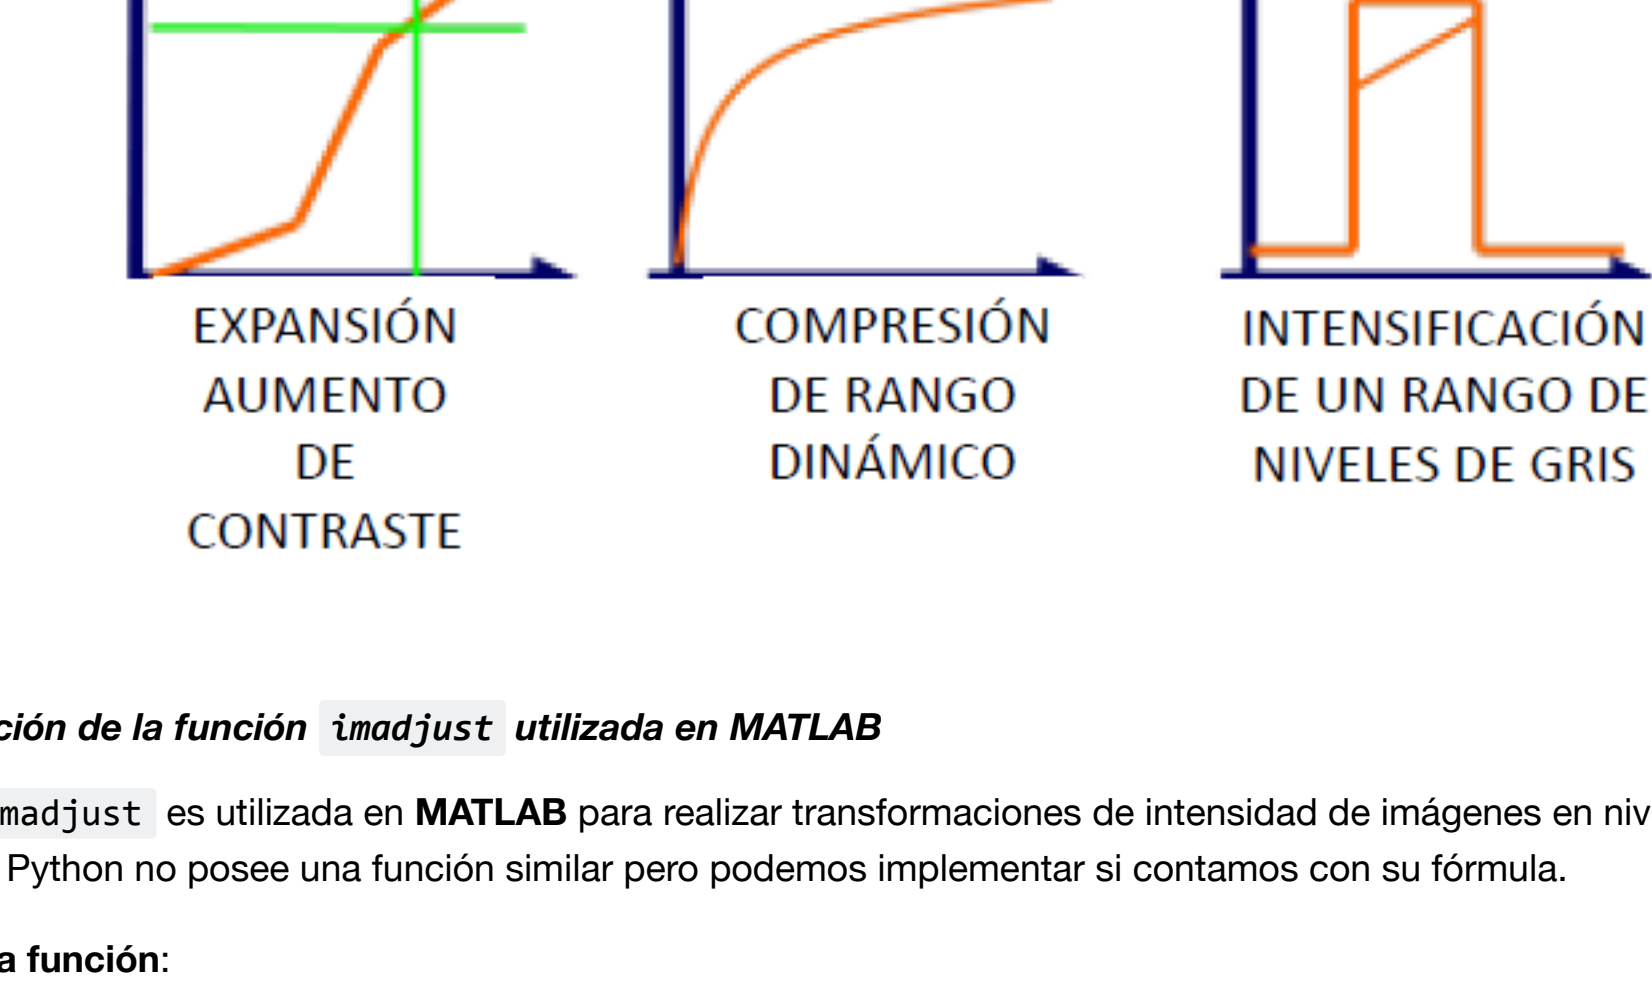 EXPANSIÓN
AUMENTO
DE
CONTRASTE
COMPRESIÓN
DE RANGO
DINÁMICO
INTENSIFICACIÓN
DE UN RANGO DE
NIVELES DE GRIS
ción de la función imadjust utilizada en MATLAB
madjust es utilizada en MATLAB para realizar transformaciones de intensidad de imágenes en niv
Python no posee una función similar pero podemos implementar si contamos con su fórmula.
a función: